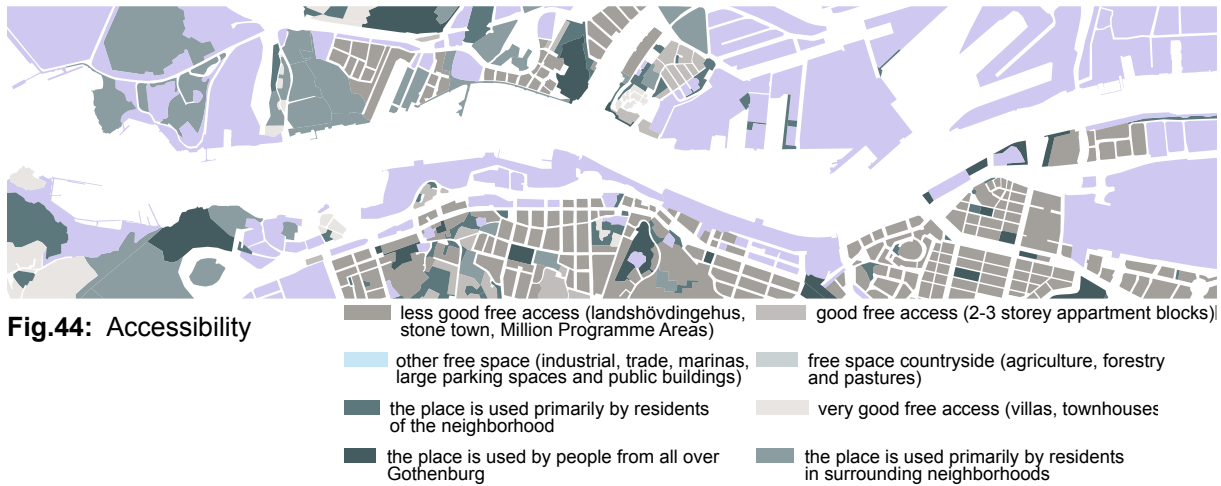 Fig.44: Accessibility
less good free access (landshövdingehus,
stone town, Million Programme Areas)
good free access (2-3 storey appartment blocks)
other free space (industrial, trade, marinas,
large parking spaces and public buildings)
free space countryside (agriculture, forestry
and pastures)
the place is used primarily by residents
of the neighborhood
very good free access (villas, townhouses
the place is used by people from all over
Gothenburg
the place is used primarily by residents
in surrounding neighborhoods